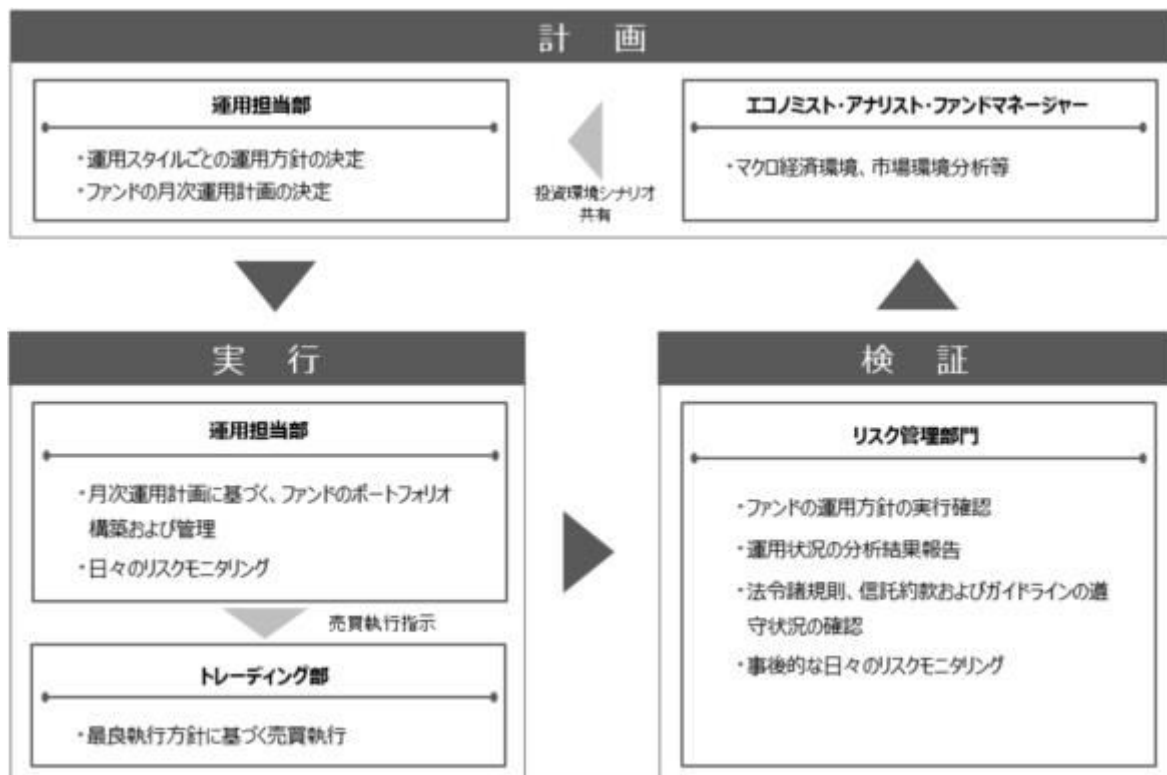 計 画
運用担当部
・運用スタイルごとの運用方針の決定
・ファンドの月次運用計画の決定
投資環境シナリオ
共有
エコノミスト・アナリスト・ファンドマネージャー
・マクロ経済環境、市場環境分析等
実 行
運用担当部
・月次運用計画に基づく、ファンドのポートフォリオ
構築および管理
・日々のリスクモニタリング
売買執行指示
トレーディング部
・最良執行方針に基づく売買執行
検 証
リスク管理部門
・ファンドの運用方針の実行確認
・運用状況の分析結果報告
・法令諸規則、信託約款およびガイドラインの遵
守状況の確認
・事後的な日々のリスクモニタリング